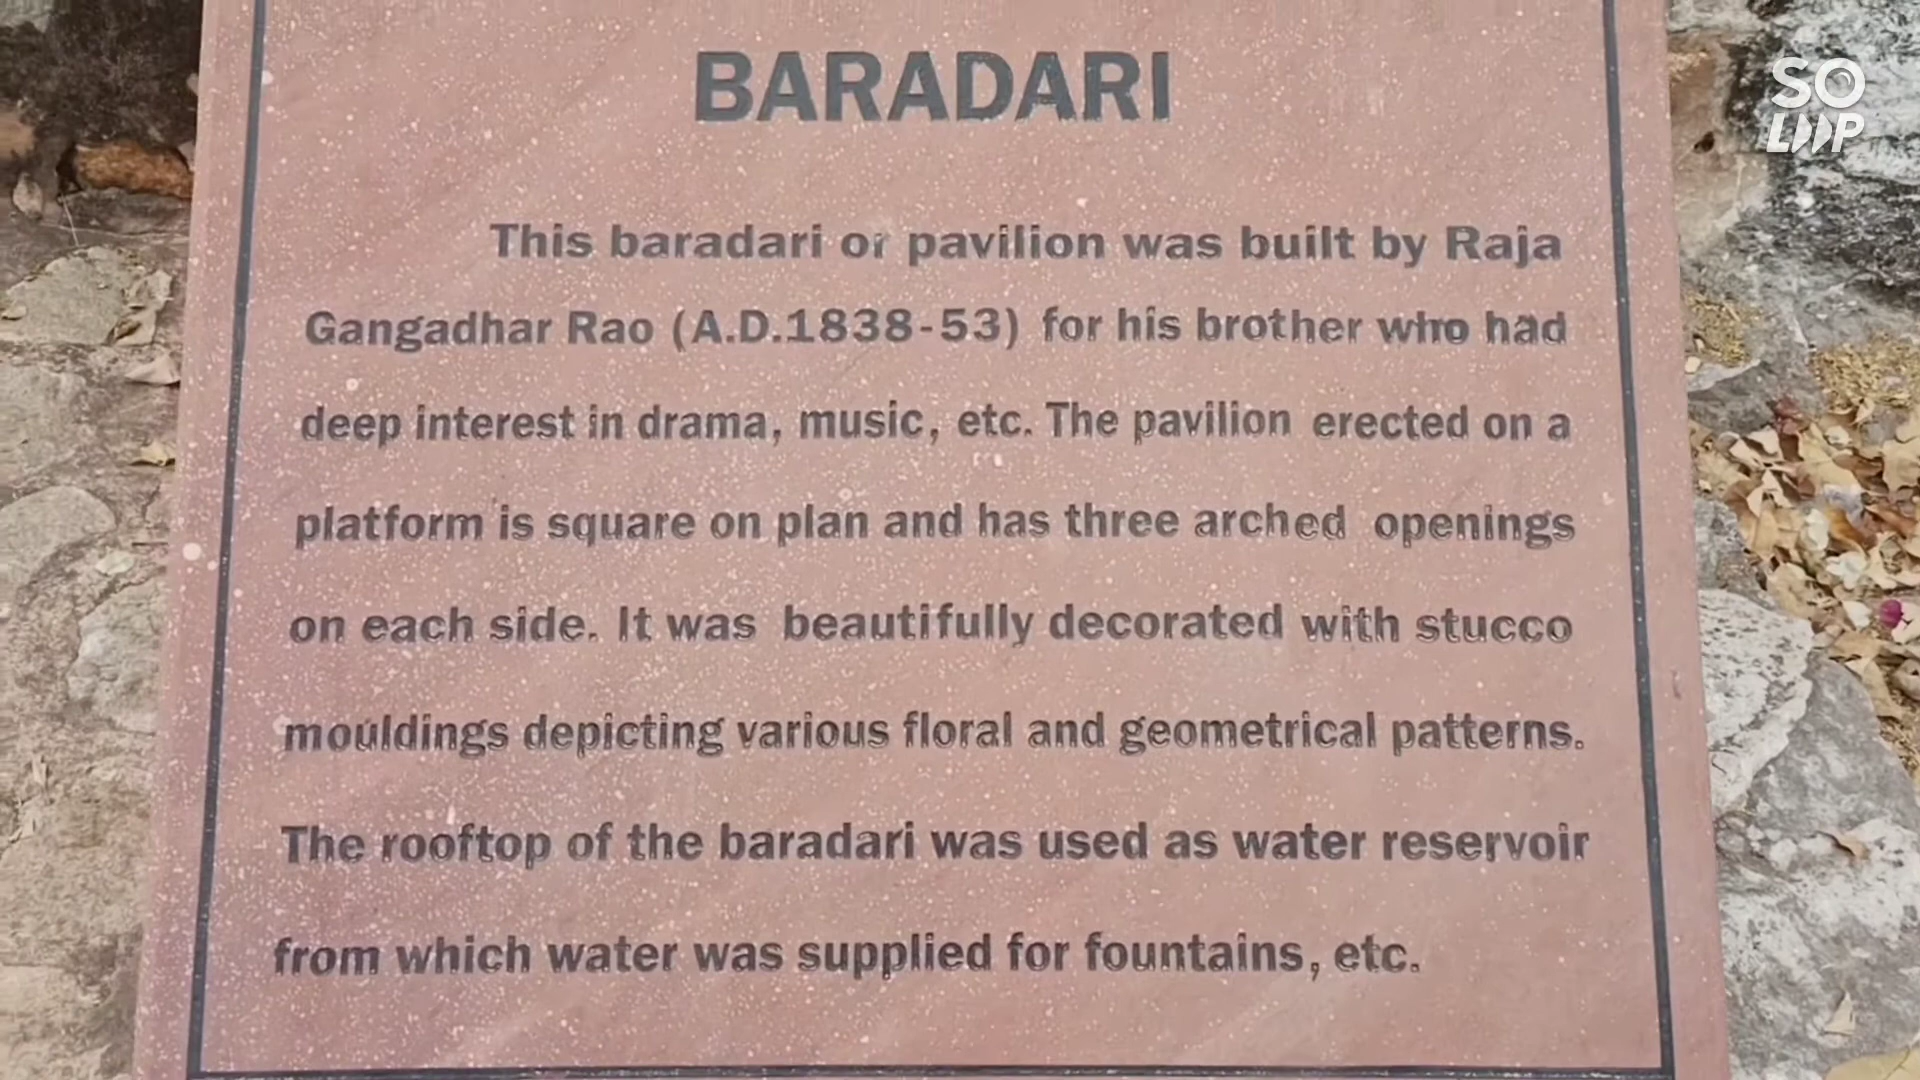 BARADARI
This baradari or pavilion was built by Raja
Gangadhar Rao (A.D.1838-53) for his brother who had
deep interest in drama, music, etc. The pavilion erected on a
platform is square on plan and has three arched openings
on each side. It was beautifully decorated with stucco
mouldings depicting various floral and geometrical patterns.
The rooftop of the baradari was used as water reservoir
from which water was supplied for fountains, etc.
SO
LIIP